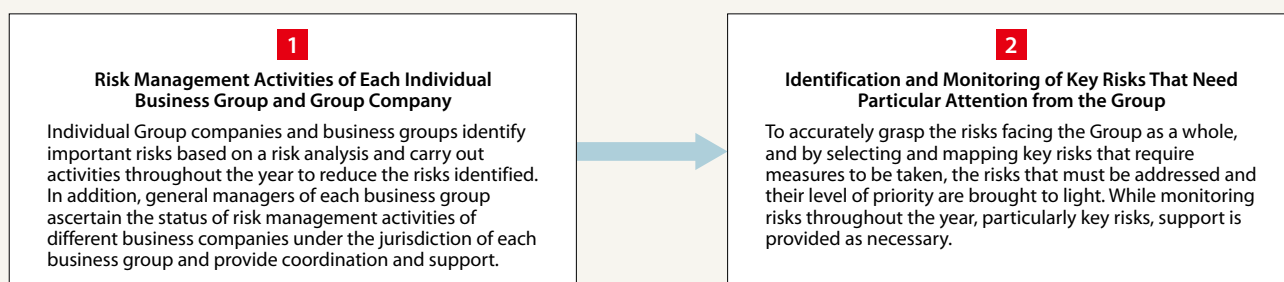 1
Risk Management Activities of Each Individual
Business Group and Group Company
Individual Group companies and business groups identify
important risks based on a risk analysis and carry out
activities throughout the year to reduce the risks identified.
In addition, general managers of each business group
ascertain the status of risk management activities of
different business companies under the jurisdiction of each
business group and provide coordination and support.
2
Identification and Monitoring of Key Risks That Need
Particular Attention from the Group
To accurately grasp the risks facing the Group as a whole,
and by selecting and mapping key risks that require
measures to be taken, the risks that must be addressed and
their level of priority are brought to light. While monitoring
risks throughout the year, particularly key risks, support is
provided as necessary.